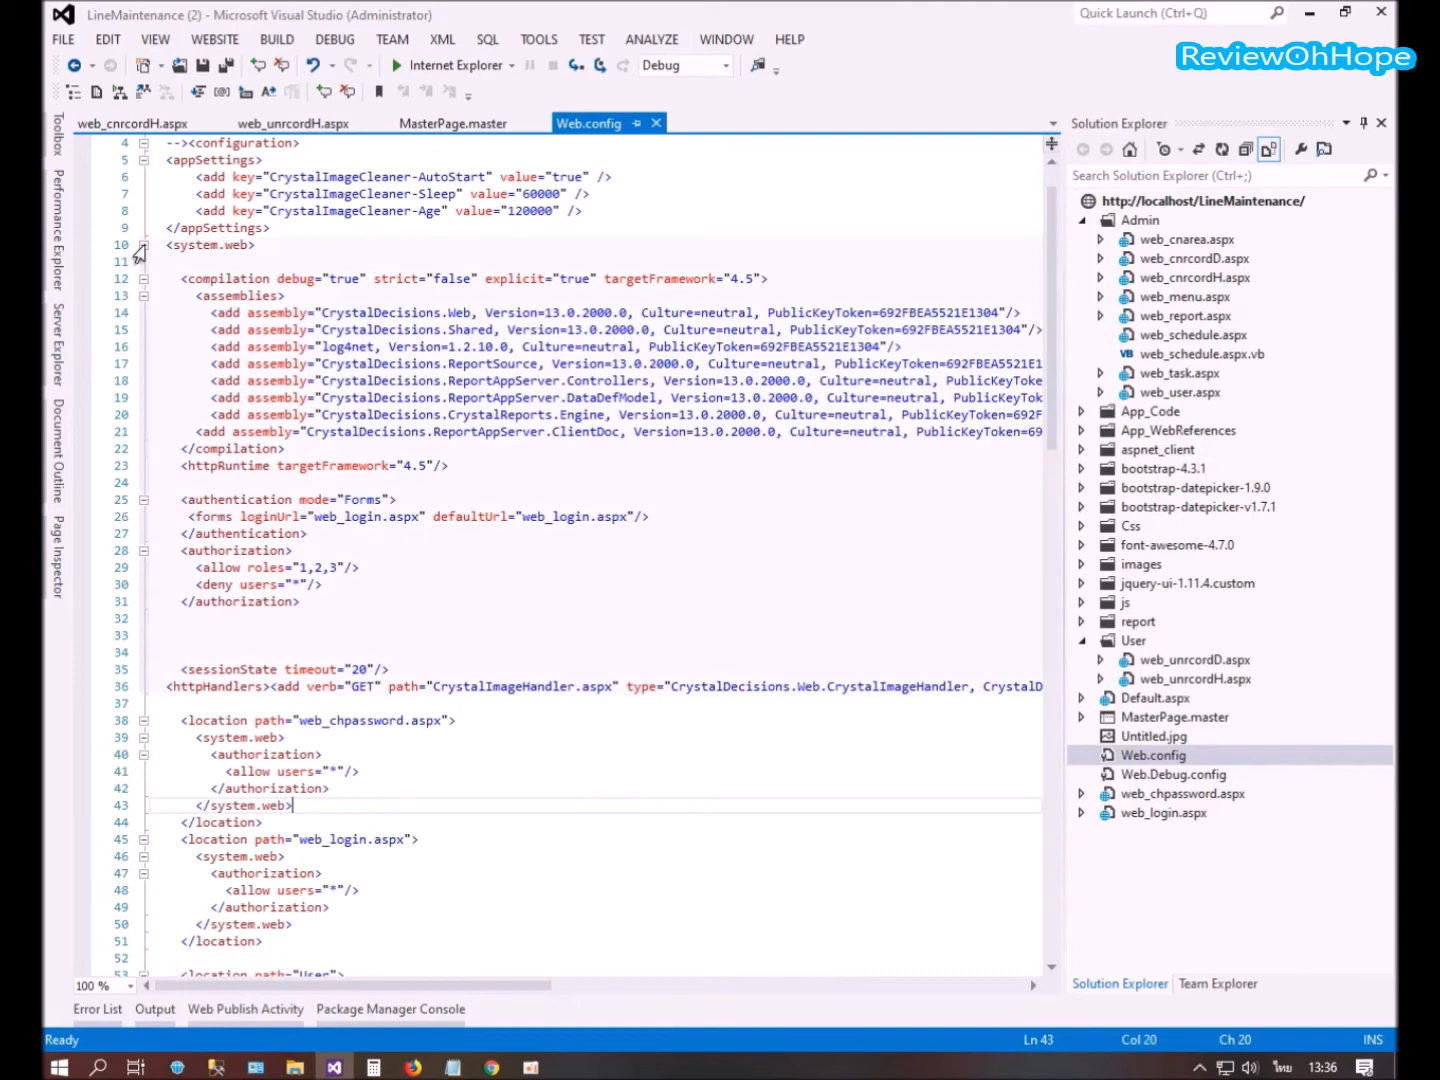 LineMaintenance (2) - Microsoft Visual Studio (Administrator)
Quick Launch (Ctrl+Q)
FILE EDIT VIEW WEBSITE BUILD DEBUG TEAM XML SQL TOOLS TEST ANALYZE WINDOW HELP
ReviewOhHope
Internet Explorer Debug
web_cnrcordH.aspx web_unrcordH.aspx MasterPage.master Web.config
Toolbox
Performance Explorer
Server Explorer
Document Outline
Page Inspector
4 --><configuration>
5 <appSettings>
6 <add key="CrystalImageCleaner-AutoStart" value="true" />
7 <add key="CrystalImageCleaner-Sleep" value="60000" />
8 <add key="CrystalImageCleaner-Age" value="120000" />
9 </appSettings>
10 <system.web>
11
12 <compilation debug="true" strict="false" explicit="true" targetFramework="4.5">
13 <assemblies>
14 <add assembly="CrystalDecisions.Web, Version=13.0.2000.0, Culture=neutral, PublicKeyToken=692FBEA5521E1304"/>
15 <add assembly="CrystalDecisions.Shared, Version=13.0.2000.0, Culture=neutral, PublicKeyToken=692FBEA5521E1304"/>
16 <add assembly="log4net, Version=1.2.10.0, Culture=neutral, PublicKeyToken=692FBEA5521E1304"/>
17 <add assembly="CrystalDecisions.ReportSource, Version=13.0.2000.0, Culture=neutral, PublicKeyToken=692FBEA5521E1
18 <add assembly="CrystalDecisions.ReportAppServer.Controllers, Version=13.0.2000.0, Culture=neutral, PublicKeyToke
19 <add assembly="CrystalDecisions.ReportAppServer.DataDefModel, Version=13.0.2000.0, Culture=neutral, PublicKeyTok
20 <add assembly="CrystalDecisions.CrystalReports.Engine, Version=13.0.2000.0, Culture=neutral, PublicKeyToken=692F
21 <add assembly="CrystalDecisions.ReportAppServer.ClientDoc, Version=13.0.2000.0, Culture=neutral, PublicKeyToken=69
22 </compilation>
23 <httpRuntime targetFramework="4.5"/>
24
25 <authentication mode="Forms">
26 <forms loginUrl="web_login.aspx" defaultUrl="web_login.aspx"/>
27 </authentication>
28 <authorization>
29 <allow roles="1,2,3"/>
30 <deny users="*"/>
31 </authorization>
32
33
34
35 <sessionState timeout="20"/>
36 <httpHandlers><add verb="GET" path="CrystalImageHandler.aspx" type="CrystalDecisions.Web.CrystalImageHandler, CrystalD
37
38 <location path="web_chpassword.aspx">
39 <system.web>
40 <authorization>
41 <allow users="*"/>
42 </authorization>
43 </system.web>
44 </location>
45 <location path="web_login.aspx">
46 <system.web>
47 <authorization>
48 <allow users="*"/>
49 </authorization>
50 </system.web>
51 </location>
52
53 <location path="User">
100 %
Solution Explorer
Search Solution Explorer (Ctrl+;)
http://localhost/LineMaintenance/
Admin
web_cnarea.aspx
web_cnrcordD.aspx
web_cnrcordH.aspx
web_menu.aspx
web_report.aspx
web_schedule.aspx
VB web_schedule.aspx.vb
web_task.aspx
web_user.aspx
App_Code
App_WebReferences
aspnet_client
bootstrap-4.3.1
bootstrap-datepicker-1.9.0
bootstrap-datepicker-v1.7.1
Css
font-awesome-4.7.0
images
jquery-ui-1.11.4.custom
js
report
User
web_unrcordD.aspx
web_unrcordH.aspx
Default.aspx
MasterPage.master
Untitled.jpg
Web.config
Web.Debug.config
web_chpassword.aspx
web_login.aspx
Solution Explorer Team Explorer
Error List Output Web Publish Activity Package Manager Console
Ready Ln 43 Col 20 Ch 20 INS
ไทย 13:36